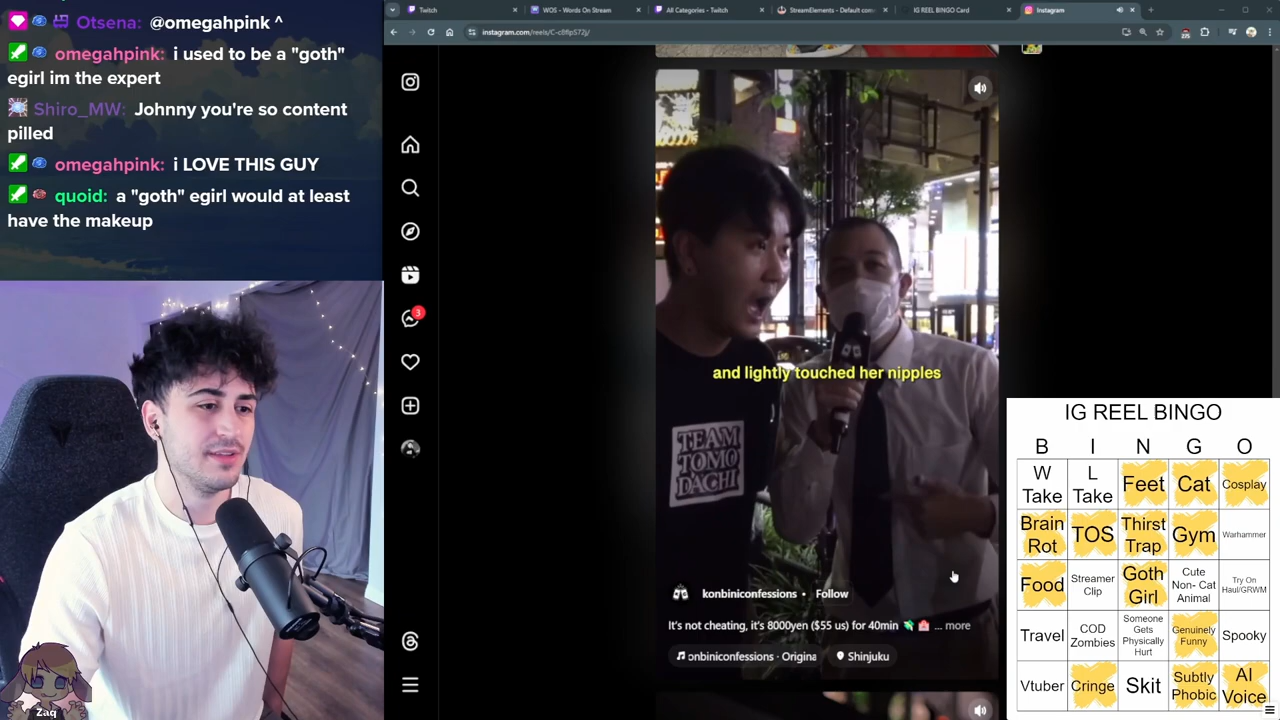 Otsena: @omegahpink ^
omegahpink: i used to be a "goth"
egirl im the expert
Shiro_MW: Johnny you're so content
pilled
omegahpink: i LOVE THIS GUY
quoid: a "goth" egirl would at least
have the makeup
Zaq
Twitch
WOS - Words On Stream
All Categories - Twitch
StreamElements - Default com
IG REEL BINGO Card
Instagram
instagram.com/reels/C-cBflpS72j/
3
TEAM
TOMO
DACHI
and lightly touched her nipples
konbiniconfessions • Follow
It's not cheating, it's 8000yen ($55 us) for 40min 💸 🏩 ... more
onbiniconfessions · Origina
Shinjuku
IG REEL BINGO
B I N G O
W Take
L Take
Feet
Cat
Cosplay
Brain Rot
TOS
Thirst Trap
Gym
Warhammer
Food
Streamer Clip
Goth Girl
Cute Non- Cat Animal
Try On Haul/GRWM
Travel
COD Zombies
Someone Gets Physically Hurt
Genuinely Funny
Spooky
Vtuber
Cringe
Skit
Subtly Phobic
AI Voice